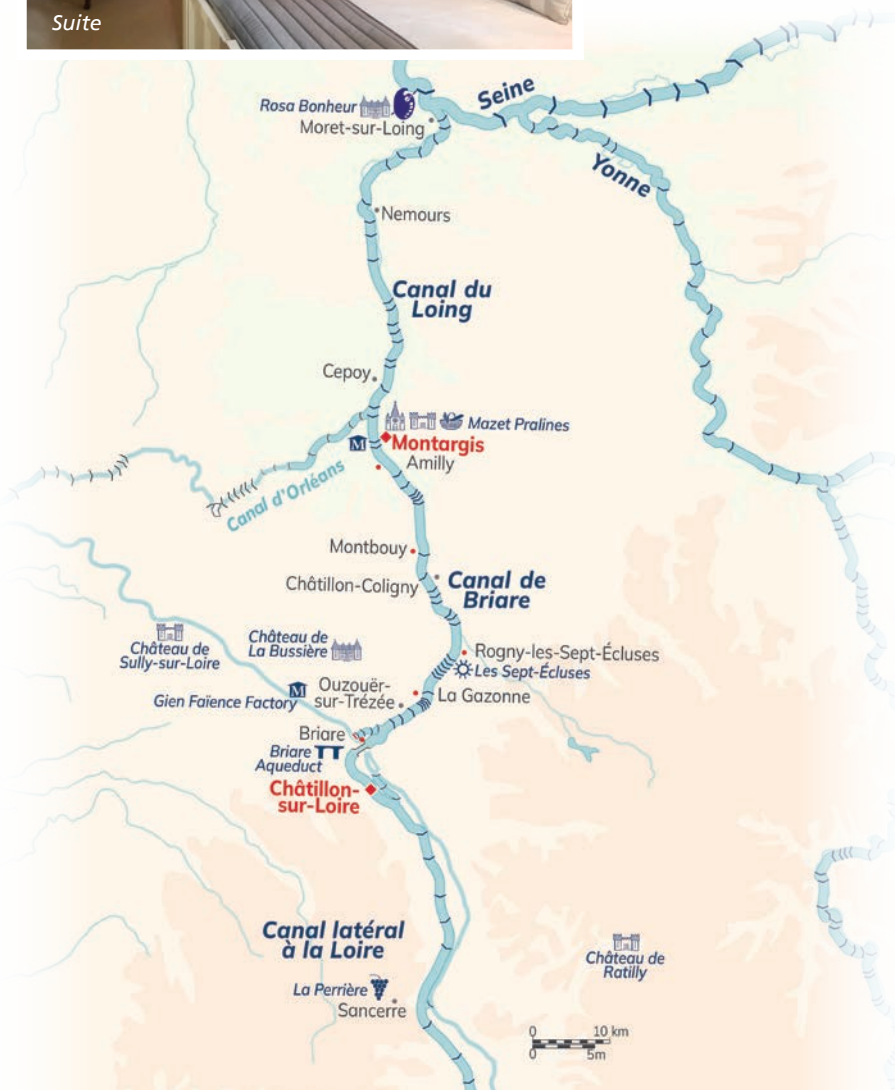 Suite
Seine
Rosa Bonheur
Moret-sur-Loing
Yonne
Nemours
Canal du
Loing
Cepoy
Mazet Pralines
M
Montargis
Amilly
Canal d'Orléans
Montbouy
Châtillon-Coligny
Canal de
Briare
Château de
Sully-sur-Loire
Château de
La Bussière
Rogny-les-Sept-Écluses
Les Sept-Écluses
M
Gien Faïence Factory
Ouzouër-
sur-Trézée
La Gazonne
Briare
Briare
Aqueduct
Châtillon-
sur-Loire
Canal latéral
à la Loire
Château de
Ratilly
La Perrière
Sancerre
0 10 km
0 5m